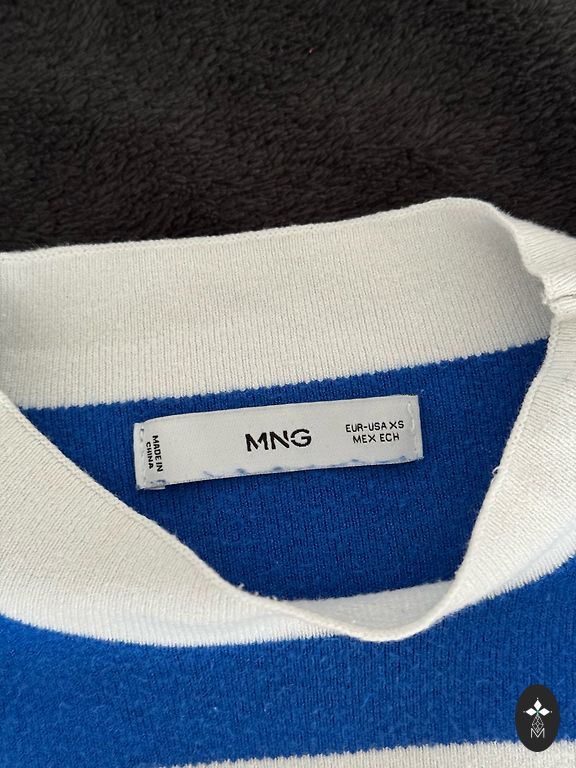 MADE IN
CHINA
MNG
EUR-USA XS
MEX ECH
M